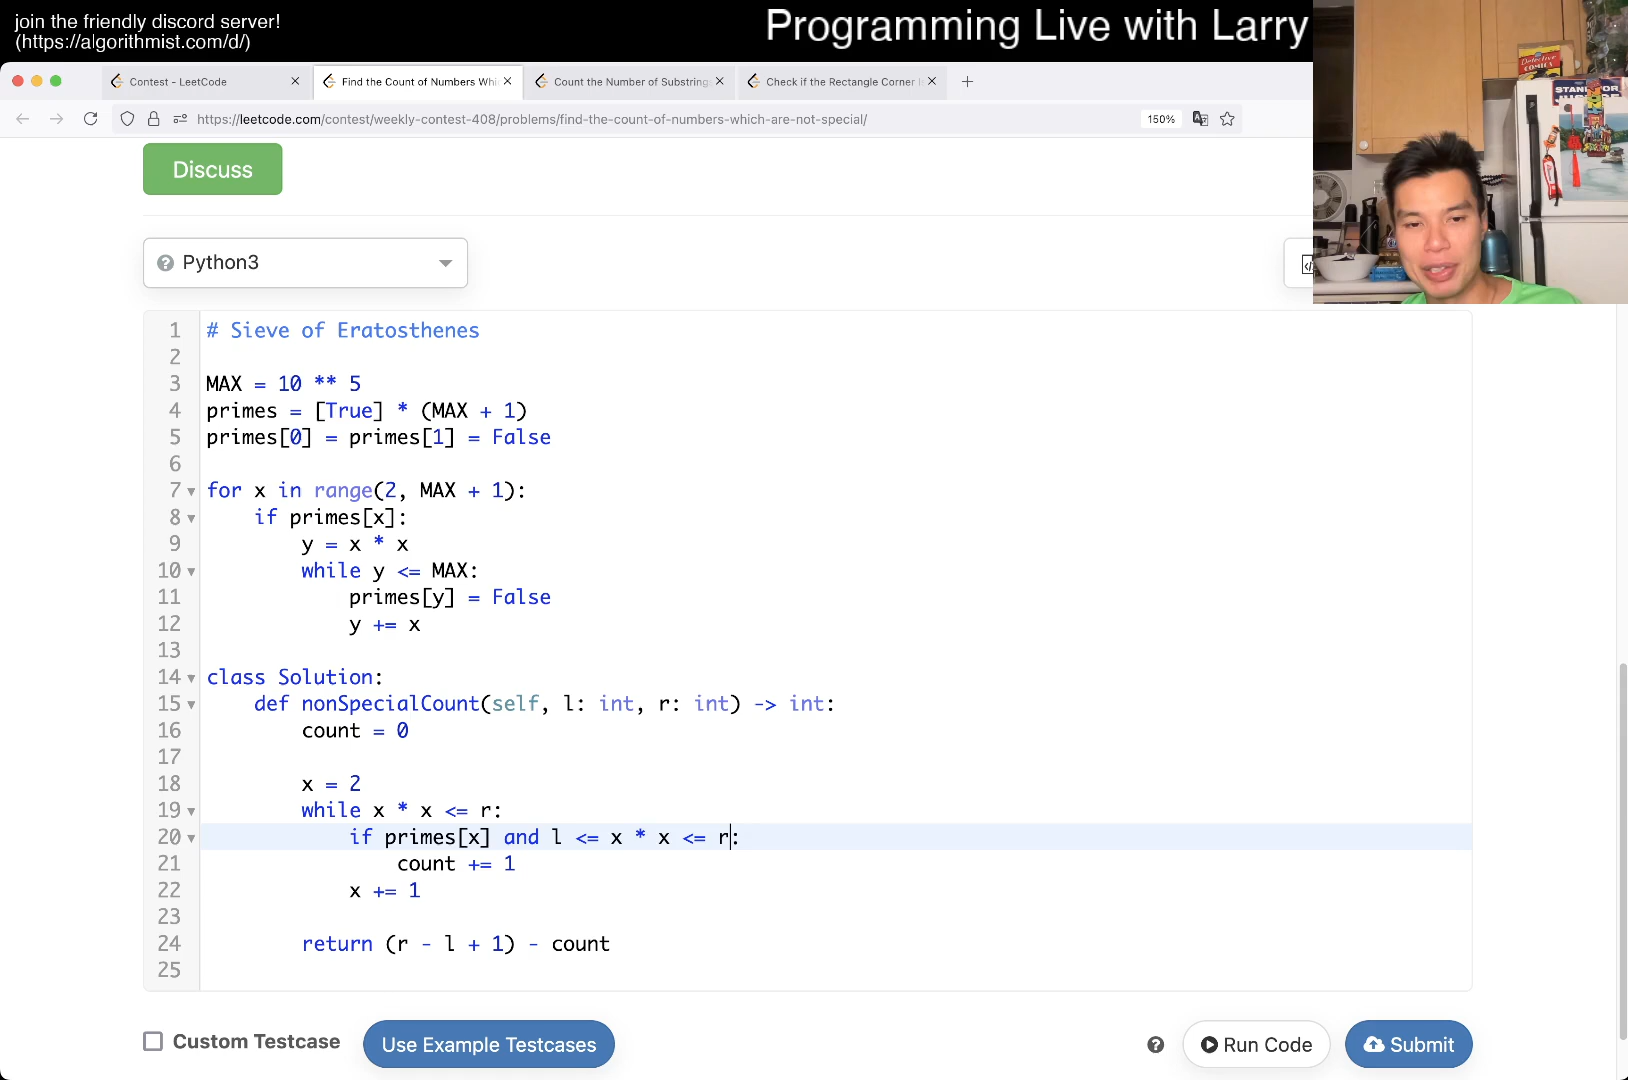 join the friendly discord server!
(https://algorithmist.com/d/)
Programming Live with Larry
Contest - LeetCode
Find the Count of Numbers Whi
Count the Number of Substring
Check if the Rectangle Corner I
https://leetcode.com/contest/weekly-contest-408/problems/find-the-count-of-numbers-which-are-not-special/
150%
Discuss
Python3
1 # Sieve of Eratosthenes
2
3 MAX = 10 ** 5
4 primes = [True] * (MAX + 1)
5 primes[0] = primes[1] = False
6
7 for x in range(2, MAX + 1):
8     if primes[x]:
9         y = x * x
10         while y <= MAX:
11             primes[y] = False
12             y += x
13
14 class Solution:
15     def nonSpecialCount(self, l: int, r: int) -> int:
16         count = 0
17
18         x = 2
19         while x * x <= r:
20             if primes[x] and l <= x * x <= r:
21                 count += 1
22             x += 1
23
24         return (r - l + 1) - count
25
Custom Testcase
Use Example Testcases
Run Code
Submit